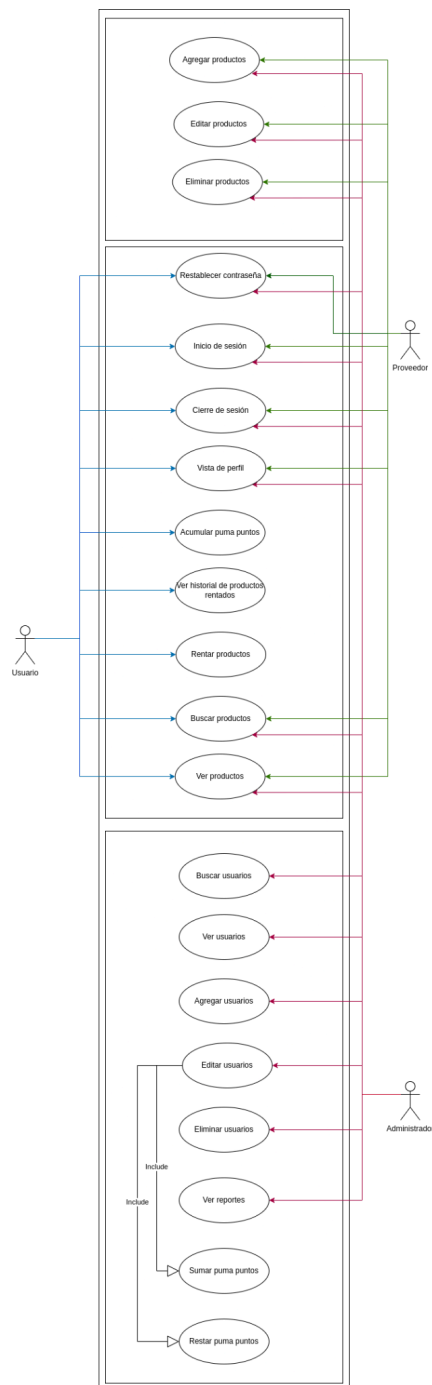 Agregar productos
Editar productos
Eliminar productos
Restablecer contraseña
Inicio de sesión
Proveedor
Cierre de sesión
Vista de perfil
Acumular puma puntos
Ver historial de productos
rentados
Rentar productos
Usuario
Buscar productos
Ver productos
Buscar usuarios
Ver usuarios
Agregar usuarios
Editar usuarios
Eliminar usuarios
Administrado
Include
Include
Ver reportes
Sumar puma puntos
Restar puma puntos